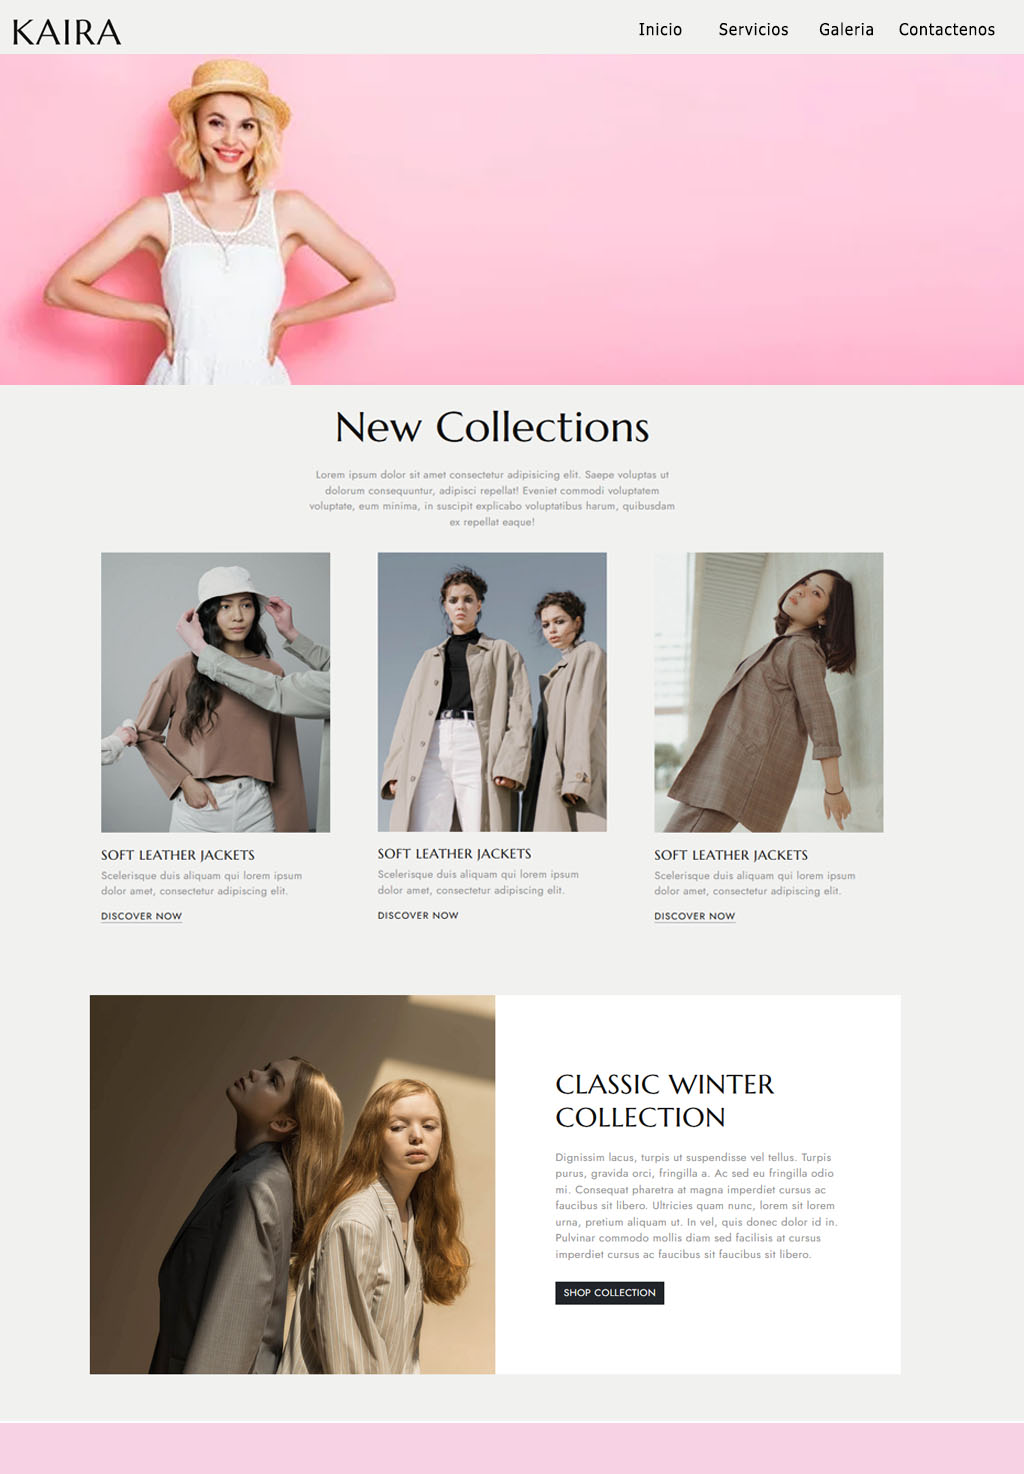 KAIRA
Inicio Servicios Galeria Contactenos
New Collections
Lorem ipsum dolor sit amet consectetur adipisicing elit. Saepe voluptas ut
dolorum consequuntur, adipisci repellat! Eveniet commodi voluptatem
voluptate, eum minima, in suscipit explicabo voluptatibus harum, quibusdam
ex repellat eaque!
SOFT LEATHER JACKETS
Scelerisque duis aliquam qui lorem ipsum
dolor amet, consectetur adipiscing elit.
DISCOVER NOW
SOFT LEATHER JACKETS
Scelerisque duis aliquam qui lorem ipsum
dolor amet, consectetur adipiscing elit.
DISCOVER NOW
SOFT LEATHER JACKETS
Scelerisque duis aliquam qui lorem ipsum
dolor amet, consectetur adipiscing elit.
DISCOVER NOW
CLASSIC WINTER
COLLECTION
Dignissim lacus, turpis ut suspendisse vel tellus. Turpis
purus, gravida orci, fringilla a. Ac sed eu fringilla odio
mi. Consequat pharetra at magna imperdiet cursus ac
faucibus sit libero. Ultricies quam nunc, lorem sit lorem
urna, pretium aliquam ut. In vel, quis donec dolor id in.
Pulvinar commodo mollis diam sed facilisis at cursus
imperdiet cursus ac faucibus sit faucibus sit libero.
SHOP COLLECTION